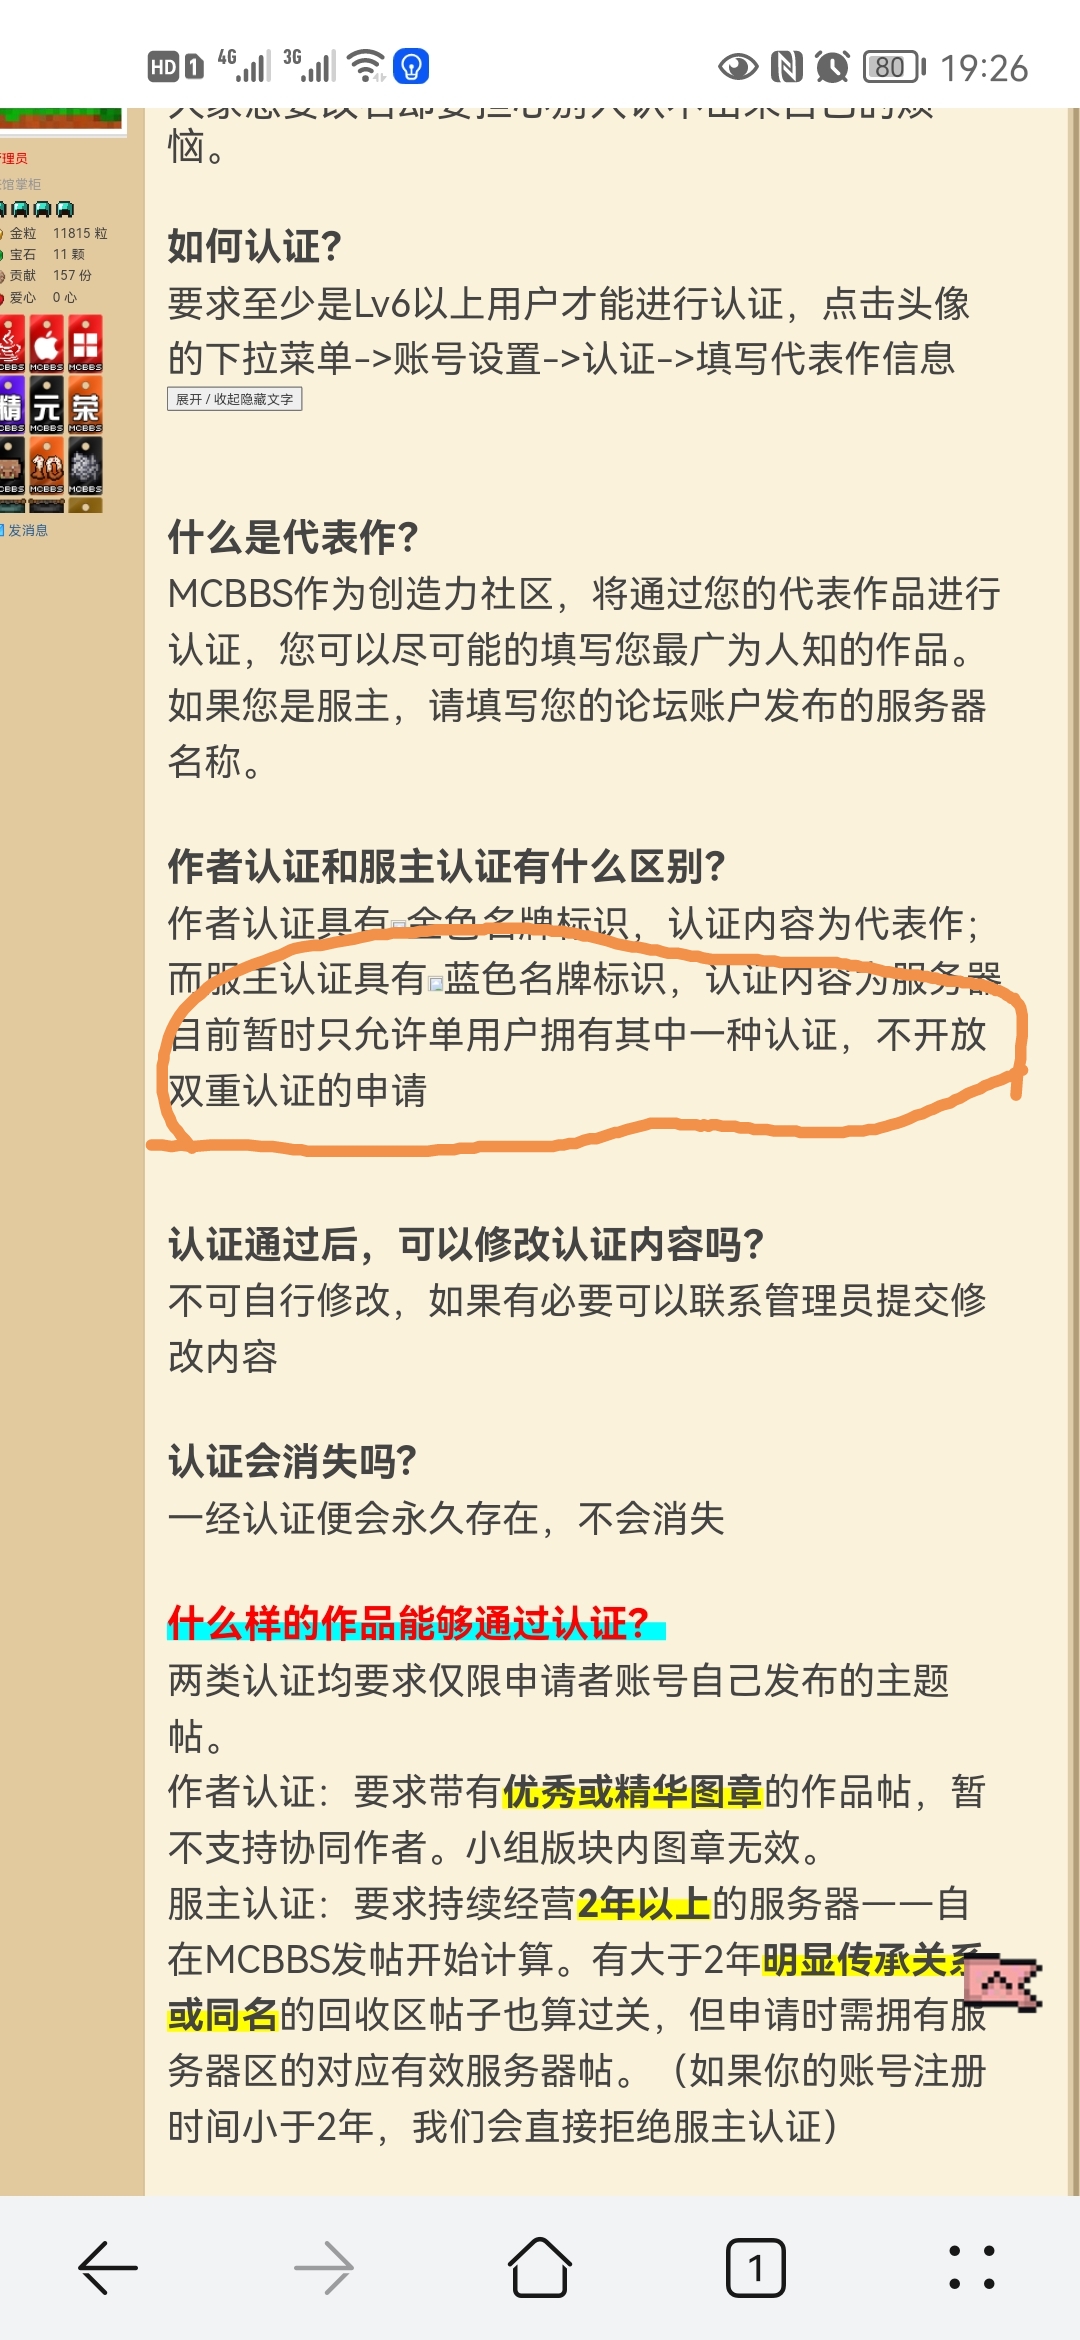 HD 1 4G 3G 80 19:26
恼。
理员
馆掌柜
金粒 11815 粒
宝石 11 颗
贡献 157 份
爱心 0 心
MCBBS MCBBS
精 元 荣
MCBBS MCBBS
10
MCBBS MCBBS
发消息
如何认证?
要求至少是Lv6以上用户才能进行认证，点击头像
的下拉菜单->账号设置->认证->填写代表作信息
展开 / 收起隐藏文字
什么是代表作?
MCBBS作为创造力社区，将通过您的代表作品进行
认证，您可以尽可能的填写您最广为人知的作品。
如果您是服主，请填写您的论坛账户发布的服务器
名称。
作者认证和服主认证有什么区别?
作者认证具有金色名牌标识，认证内容为代表作；
而服主认证具有蓝色名牌标识，认证内容为服务器
目前暂时只允许单用户拥有其中一种认证，不开放
双重认证的申请
认证通过后，可以修改认证内容吗?
不可自行修改，如果有必要可以联系管理员提交修
改内容
认证会消失吗?
一经认证便会永久存在，不会消失
什么样的作品能够通过认证?
两类认证均要求仅限申请者账号自己发布的主题
帖。
作者认证：要求带有优秀或精华图章的作品帖，暂
不支持协同作者。小组版块内图章无效。
服主认证：要求持续经营2年以上的服务器——自
在MCBBS发帖开始计算。有大于2年明显传承关系
或同名的回收区帖子也算过关，但申请时需拥有服
务器区的对应有效服务器帖。（如果你的账号注册
时间小于2年，我们会直接拒绝服主认证）
1